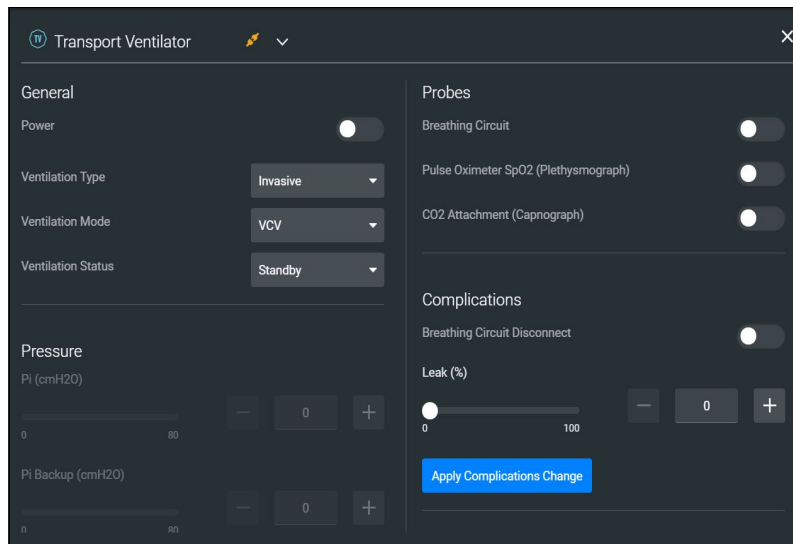 TV Transport Ventilator
General
Power
Ventilation Type Invasive
Ventilation Mode VCV
Ventilation Status Standby
Pressure
Pi (cmH2O)
0
0 80
Pi Backup (cmH2O)
0
0 80
Probes
Breathing Circuit
Pulse Oximeter SpO2 (Plethysmograph)
CO2 Attachment (Capnograph)
Complications
Breathing Circuit Disconnect
Leak (%)
0
0 100
Apply Complications Change